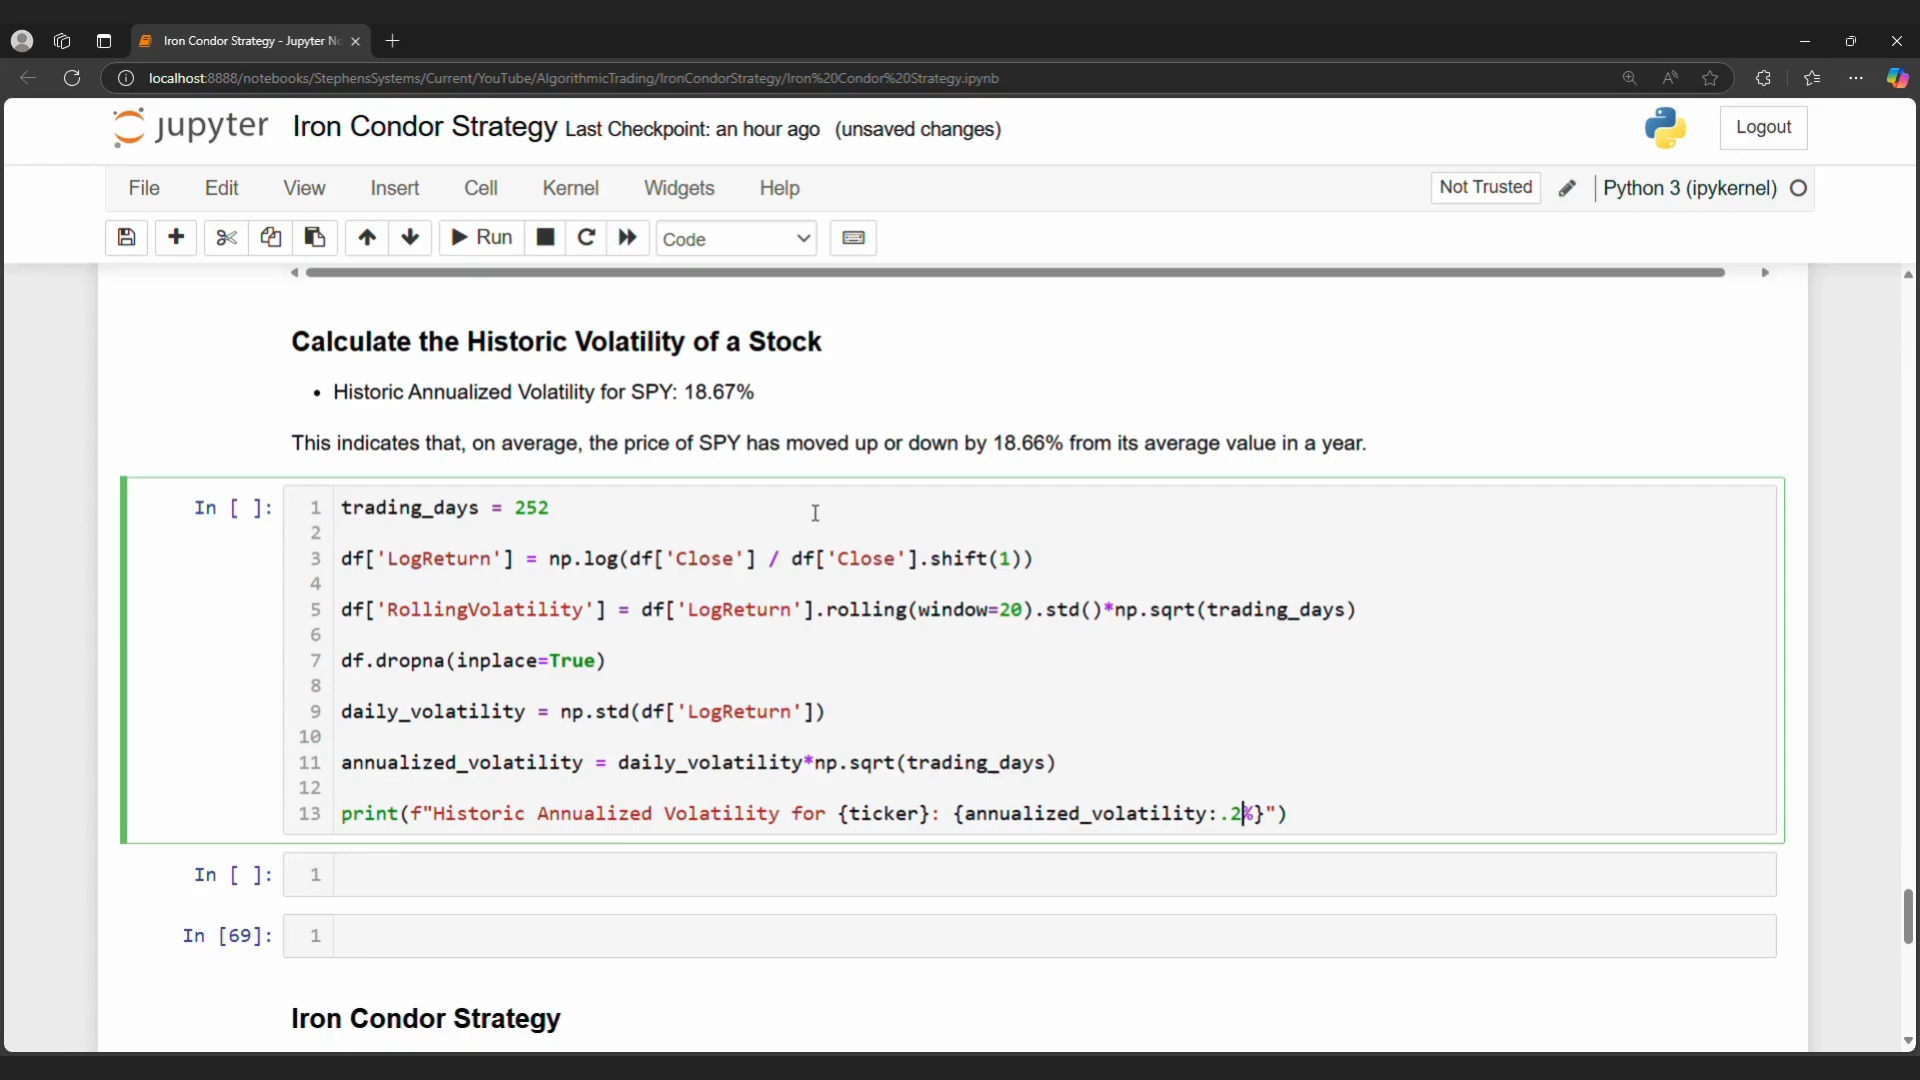 Iron Condor Strategy - Jupyter No
localhost:8888/notebooks/StephensSystems/Current/YouTube/AlgorithmicTrading/IronCondorStrategy/Iron%20Condor%20Strategy.ipynb
jupyter Iron Condor Strategy Last Checkpoint: an hour ago (unsaved changes) Logout
File Edit View Insert Cell Kernel Widgets Help Not Trusted Python 3 (ipykernel)
Run Code
Calculate the Historic Volatility of a Stock
• Historic Annualized Volatility for SPY: 18.67%
This indicates that, on average, the price of SPY has moved up or down by 18.66% from its average value in a year.
In [ ]: 1 trading_days = 252
2
3 df['LogReturn'] = np.log(df['Close'] / df['Close'].shift(1))
4
5 df['RollingVolatility'] = df['LogReturn'].rolling(window=20).std()*np.sqrt(trading_days)
6
7 df.dropna(inplace=True)
8
9 daily_volatility = np.std(df['LogReturn'])
10
11 annualized_volatility = daily_volatility*np.sqrt(trading_days)
12
13 print(f"Historic Annualized Volatility for {ticker}: {annualized_volatility:.2%}")
In [ ]: 1
In [69]: 1
Iron Condor Strategy